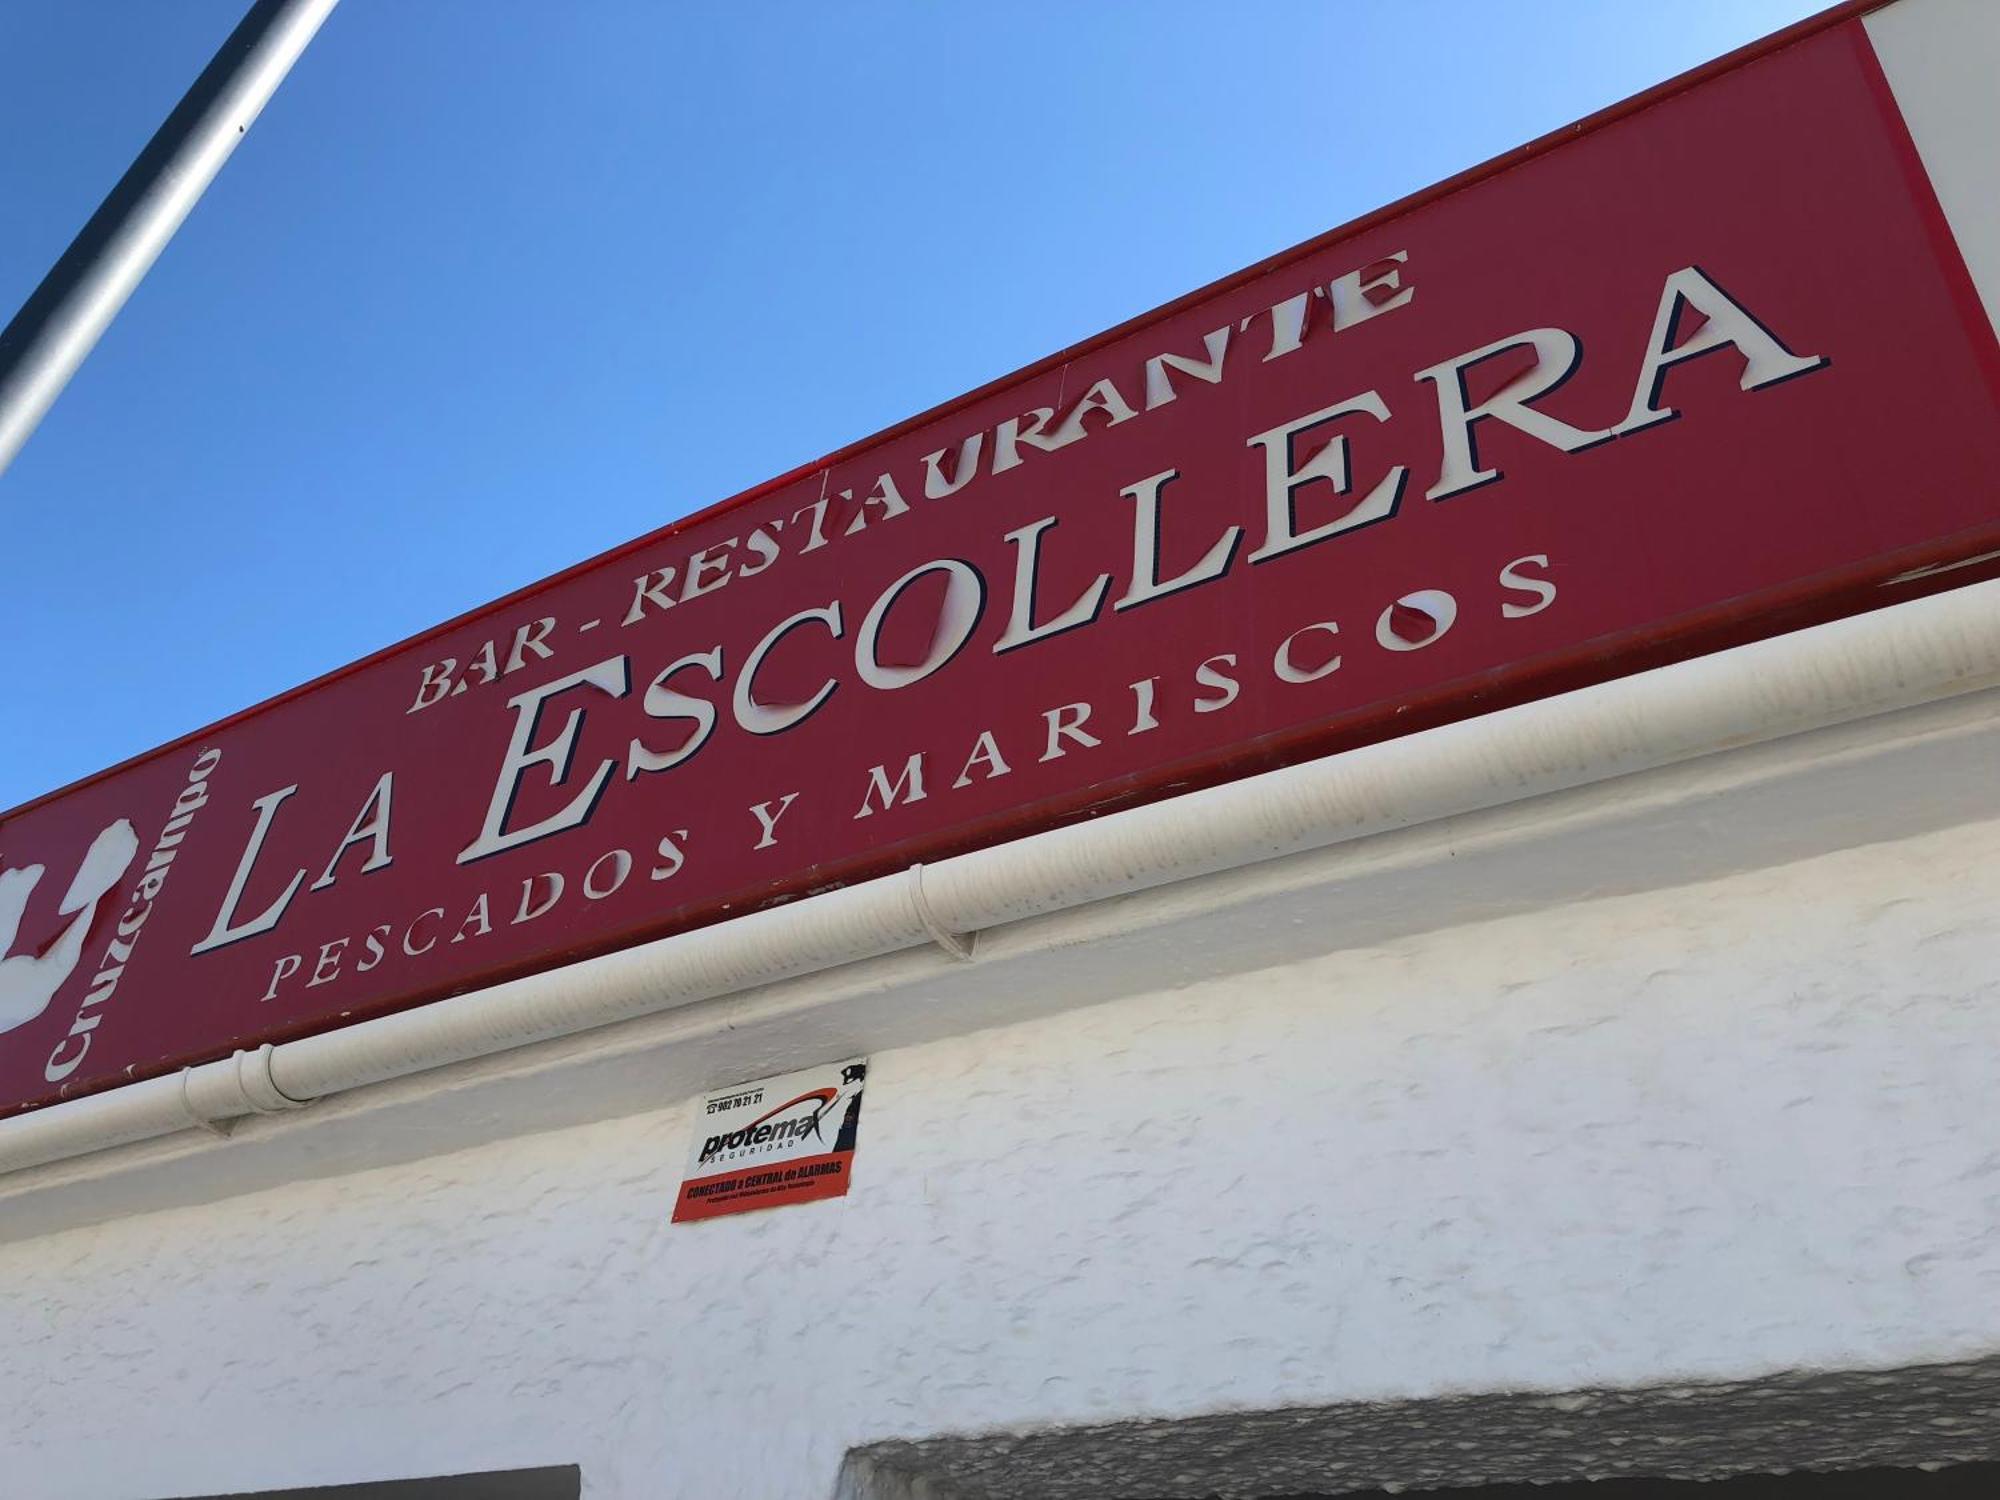 BAR - RESTAURANTE
LA ESCOLLERA
PESCADOS Y MARISCOS
Cruzcampo
902 70 21 21
protemax
SEGURIDAD
CONECTADO a CENTRAL de ALARMAS